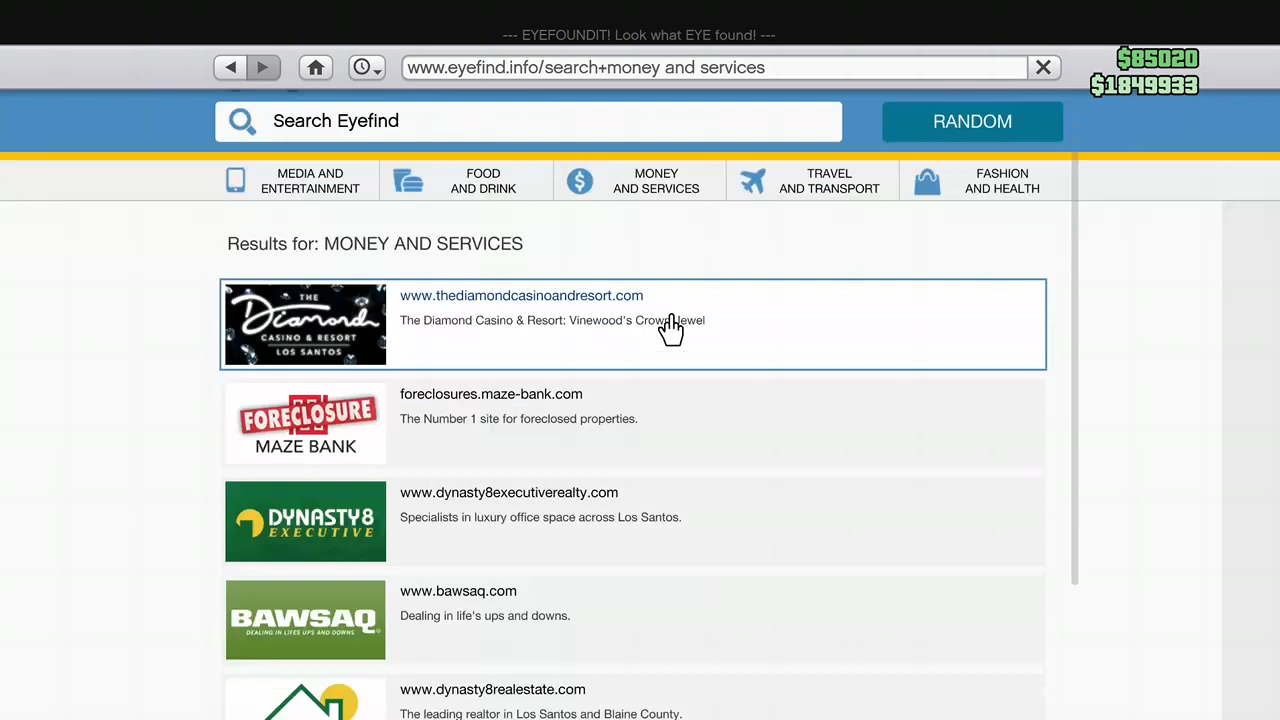 --- EYEFOUNDIT! Look what EYE found! ---
www.eyefind.info/search+money and services
$85020
$1849933
Search Eyefind
RANDOM
MEDIA AND
ENTERTAINMENT
FOOD
AND DRINK
MONEY
AND SERVICES
TRAVEL
AND TRANSPORT
FASHION
AND HEALTH
Results for: MONEY AND SERVICES
THE
Diamond
CASINO & RESORT
LOS SANTOS
www.thediamondcasinoandresort.com
The Diamond Casino & Resort: Vinewood's Crown Jewel
FORECLOSURE
MAZE BANK
foreclosures.maze-bank.com
The Number 1 site for foreclosed properties.
DYNASTY8
EXECUTIVE
www.dynasty8executiverealty.com
Specialists in luxury office space across Los Santos.
BAWSAQ
DEALING IN LIFE'S UPS AND DOWNS
www.bawsaq.com
Dealing in life's ups and downs.
www.dynasty8realestate.com
The leading realtor in Los Santos and Blaine County.